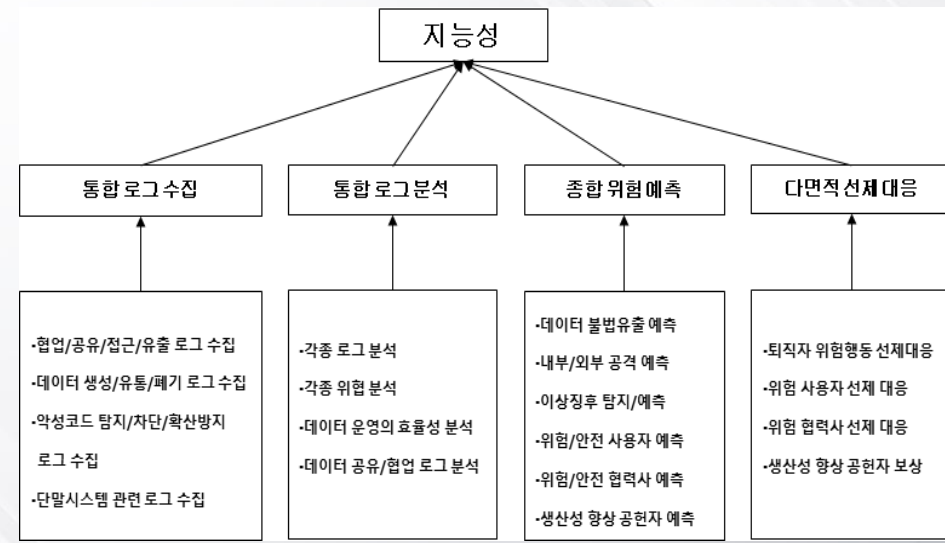 지능성
통합 로그 수집
통합 로그 분석
종합 위험 예측
다면적 선제 대응
·협업/공유/접근/유출 로그 수집
·데이터 생성/유통/폐기 로그 수집
·악성코드 탐지/차단/확산방지
로그 수집
·단말시스템 관련 로그 수집
·각종 로그 분석
·각종 위협 분석
·데이터 운영의 효율성 분석
·데이터 공유/협업 로그 분석
·데이터 불법유출 예측
·내부/외부 공격 예측
·이상징후 탐지/예측
·위험/안전 사용자 예측
·위험/안전 협력사 예측
·생산성 향상 공헌자 예측
·퇴직자 위험행동 선제대응
·위험 사용자 선제 대응
·위험 협력사 선제 대응
·생산성 향상 공헌자 보상